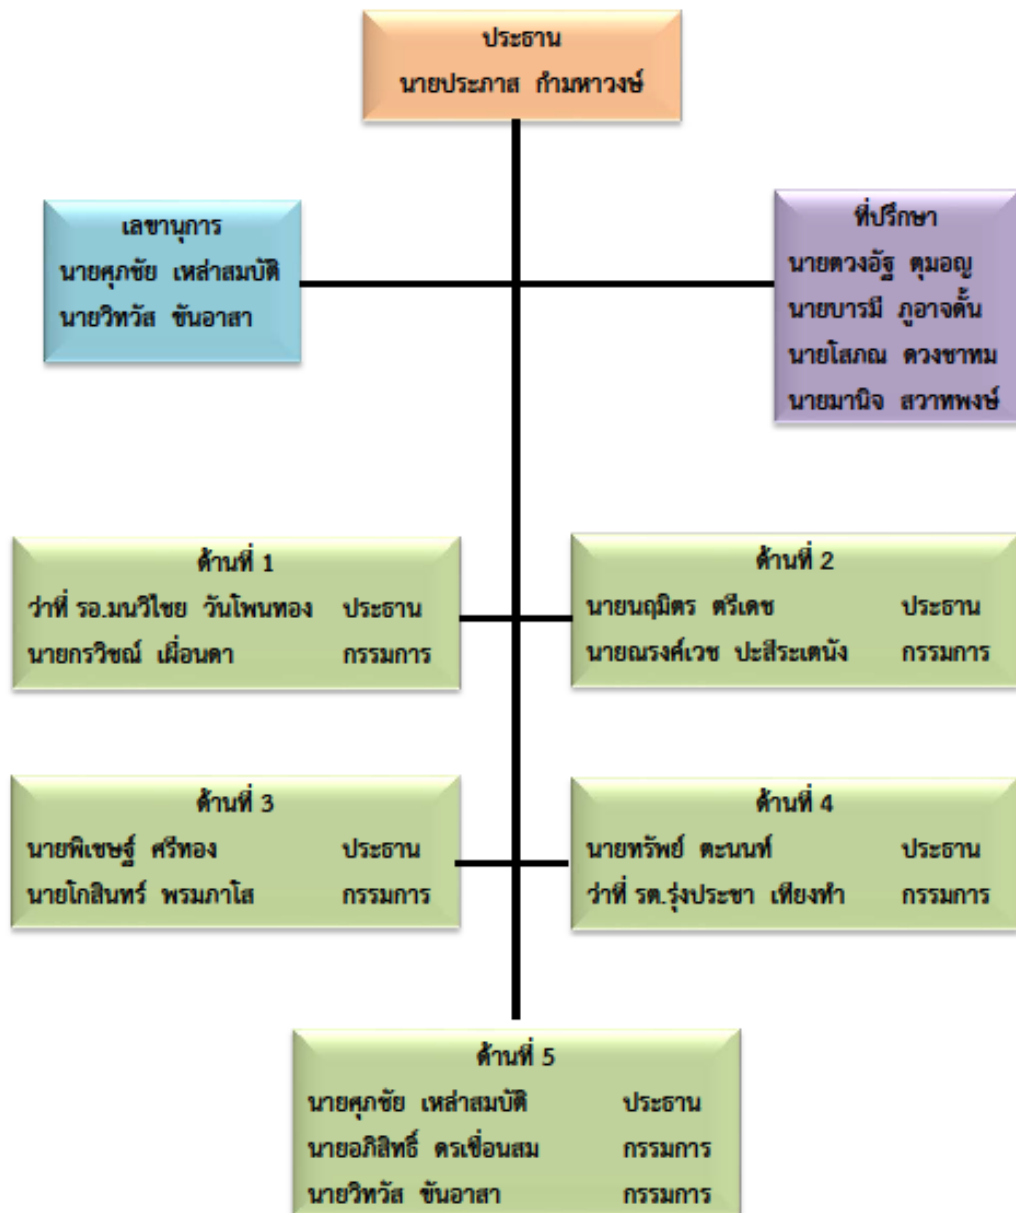 ประธาน
นายประภาส กำมหาวงษ์
เลขานุการ
นายศุภชัย เหล่าสมบัติ
นายวิทวัส ขันอาสา
ที่ปรึกษา
นายตวงอัฐ ตุมอญ
นายบารมี ภูอาจดั้น
นายโสภณ ดวงชาทม
นายมานิจ สวาทพงษ์
ด้านที่ 1
ว่าที่ รอ.มนวิไชย วันโพนทอง ประธาน
นายกรวิชณ์ เผื่อนดา กรรมการ
ด้านที่ 2
นายนฤมิตร ตรีเดช ประธาน
นายณรงค์เวช ปะสีระเตนัง กรรมการ
ด้านที่ 3
นายพิเชษฐ์ ศรีทอง ประธาน
นายโกสินทร์ พรมภาโส กรรมการ
ด้านที่ 4
นายทรัพย์ ตะนนท์ ประธาน
ว่าที่ รต.รุ่งประชา เทียงทำ กรรมการ
ด้านที่ 5
นายศุภชัย เหล่าสมบัติ ประธาน
นายอภิสิทธิ์ ดรเขื่อนสม กรรมการ
นายวิทวัส ขันอาสา กรรมการ